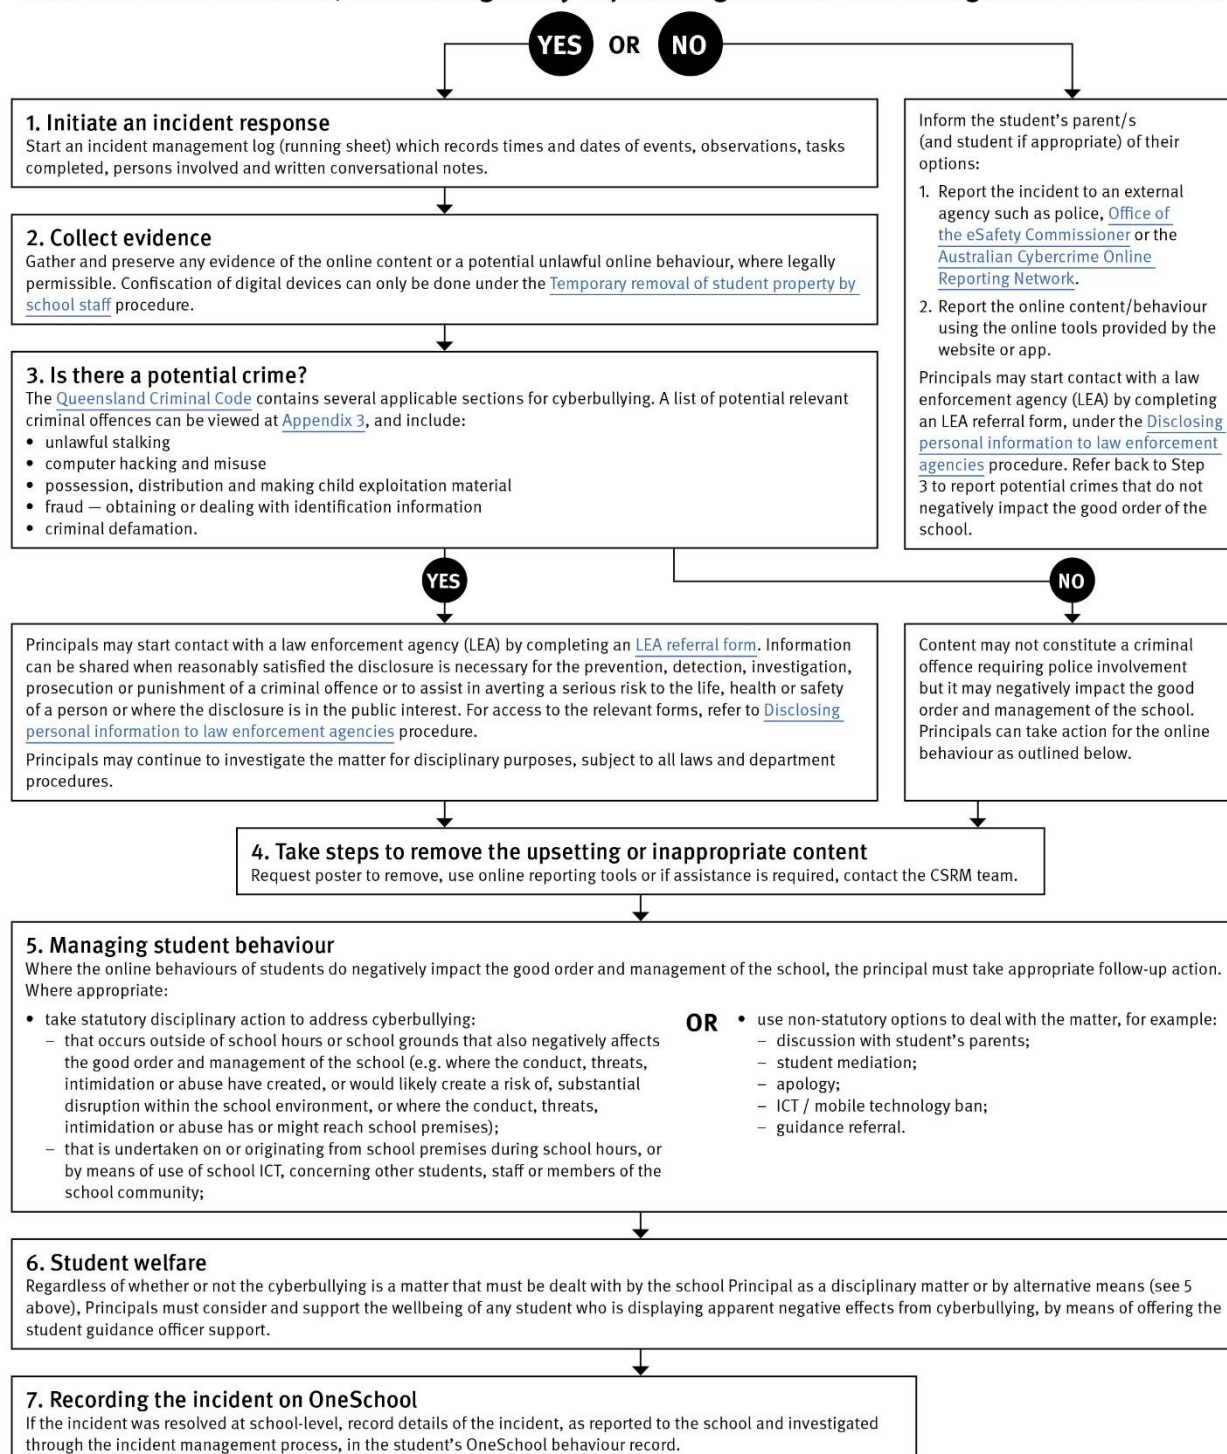 YES OR NO
1. Initiate an incident response
Start an incident management log (running sheet) which records times and dates of events, observations, tasks
completed, persons involved and written conversational notes.
2. Collect evidence
Gather and preserve any evidence of the online content or a potential unlawful online behaviour, where legally
permissible. Confiscation of digital devices can only be done under the Temporary removal of student property by
school staff procedure.
3. Is there a potential crime?
The Queensland Criminal Code contains several applicable sections for cyberbullying. A list of potential relevant
criminal offences can be viewed at Appendix 3, and include:
• unlawful stalking
• computer hacking and misuse
• possession, distribution and making child exploitation material
• fraud — obtaining or dealing with identification information
• criminal defamation.
Inform the student's parent/s
(and student if appropriate) of their
options:
1. Report the incident to an external
agency such as police, Office of
the eSafety Commissioner or the
Australian Cybercrime Online
Reporting Network.
2. Report the online content/behaviour
using the online tools provided by the
website or app.
Principals may start contact with a law
enforcement agency (LEA) by completing
an LEA referral form, under the Disclosing
personal information to law enforcement
agencies procedure. Refer back to Step
3 to report potential crimes that do not
negatively impact the good order of the
school.
YES
NO
Principals may start contact with a law enforcement agency (LEA) by completing an LEA referral form. Information
can be shared when reasonably satisfied the disclosure is necessary for the prevention, detection, investigation,
prosecution or punishment of a criminal offence or to assist in averting a serious risk to the life, health or safety
of a person or where the disclosure is in the public interest. For access to the relevant forms, refer to Disclosing
personal information to law enforcement agencies procedure.
Principals may continue to investigate the matter for disciplinary purposes, subject to all laws and department
procedures.
Content may not constitute a criminal
offence requiring police involvement
but it may negatively impact the good
order and management of the school.
Principals can take action for the online
behaviour as outlined below.
4. Take steps to remove the upsetting or inappropriate content
Request poster to remove, use online reporting tools or if assistance is required, contact the CSRM team.
5. Managing student behaviour
Where the online behaviours of students do negatively impact the good order and management of the school, the principal must take appropriate follow-up action.
Where appropriate:
• take statutory disciplinary action to address cyberbullying:
– that occurs outside of school hours or school grounds that also negatively affects
the good order and management of the school (e.g. where the conduct, threats,
intimidation or abuse have created, or would likely create a risk of, substantial
disruption within the school environment, or where the conduct, threats,
intimidation or abuse has or might reach school premises);
– that is undertaken on or originating from school premises during school hours, or
by means of use of school ICT, concerning other students, staff or members of the
school community;
OR
• use non-statutory options to deal with the matter, for example:
– discussion with student's parents;
– student mediation;
– apology;
– ICT / mobile technology ban;
– guidance referral.
6. Student welfare
Regardless of whether or not the cyberbullying is a matter that must be dealt with by the school Principal as a disciplinary matter or by alternative means (see 5
above), Principals must consider and support the wellbeing of any student who is displaying apparent negative effects from cyberbullying, by means of offering the
student guidance officer support.
7. Recording the incident on OneSchool
If the incident was resolved at school-level, record details of the incident, as reported to the school and investigated
through the incident management process, in the student's OneSchool behaviour record.